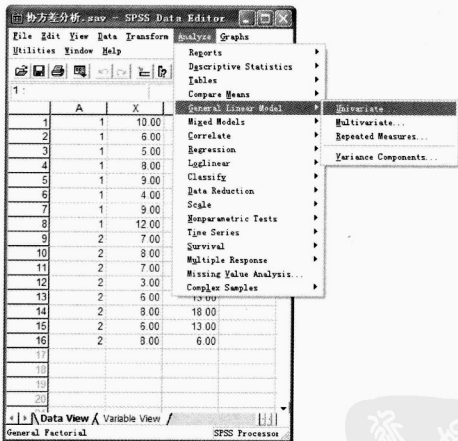 协方差分析.sav - SPSS Data Editor
File Edit View Data Transform Analyze Graphs
Utilities Window Help
1 :
A X
1 1 10.00
2 1 6.00
3 1 5.00
4 1 8.00
5 1 9.00
6 1 4.00
7 1 9.00
8 1 12.00
9 2 7.00
10 2 8.00
11 2 7.00
12 2 3.00
13 2 6.00 15.00
14 2 8.00 18.00
15 2 6.00 13.00
16 2 8.00 6.00
17
18
19
20
Reports
Descriptive Statistics
Tables
Compare Means
General Linear Model
Mixed Models
Correlate
Regression
Loglinear
Classify
Data Reduction
Scale
Nonparametric Tests
Time Series
Survival
Multiple Response
Missing Value Analysis...
Complex Samples
Univariate...
Multivariate...
Repeated Measures...
Variance Components...
Data View Variable View
General Factorial SPSS Processor